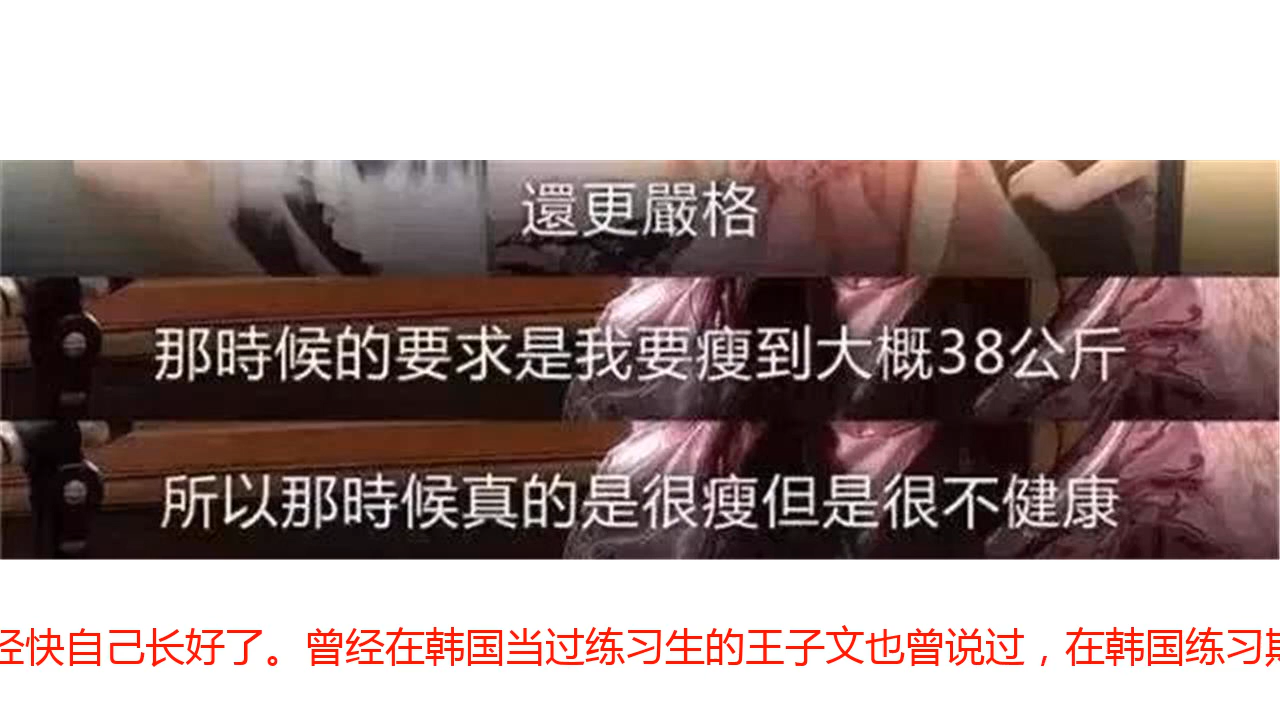 還更嚴格
那時候的要求是我要瘦到大概38公斤
所以那時候真的是很瘦但是很不健康
经快自己长好了。曾经在韩国当过练习生的王子文也曾说过，在韩国练习期